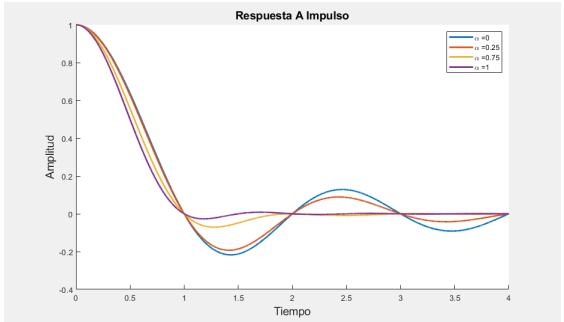 Respuesta A Impulso
α =0
α =0.25
α =0.75
α =1
Amplitud
1
0.8
0.6
0.4
0.2
0
-0.2
-0.4
0 0.5 1 1.5 2 2.5 3 3.5 4
Tiempo